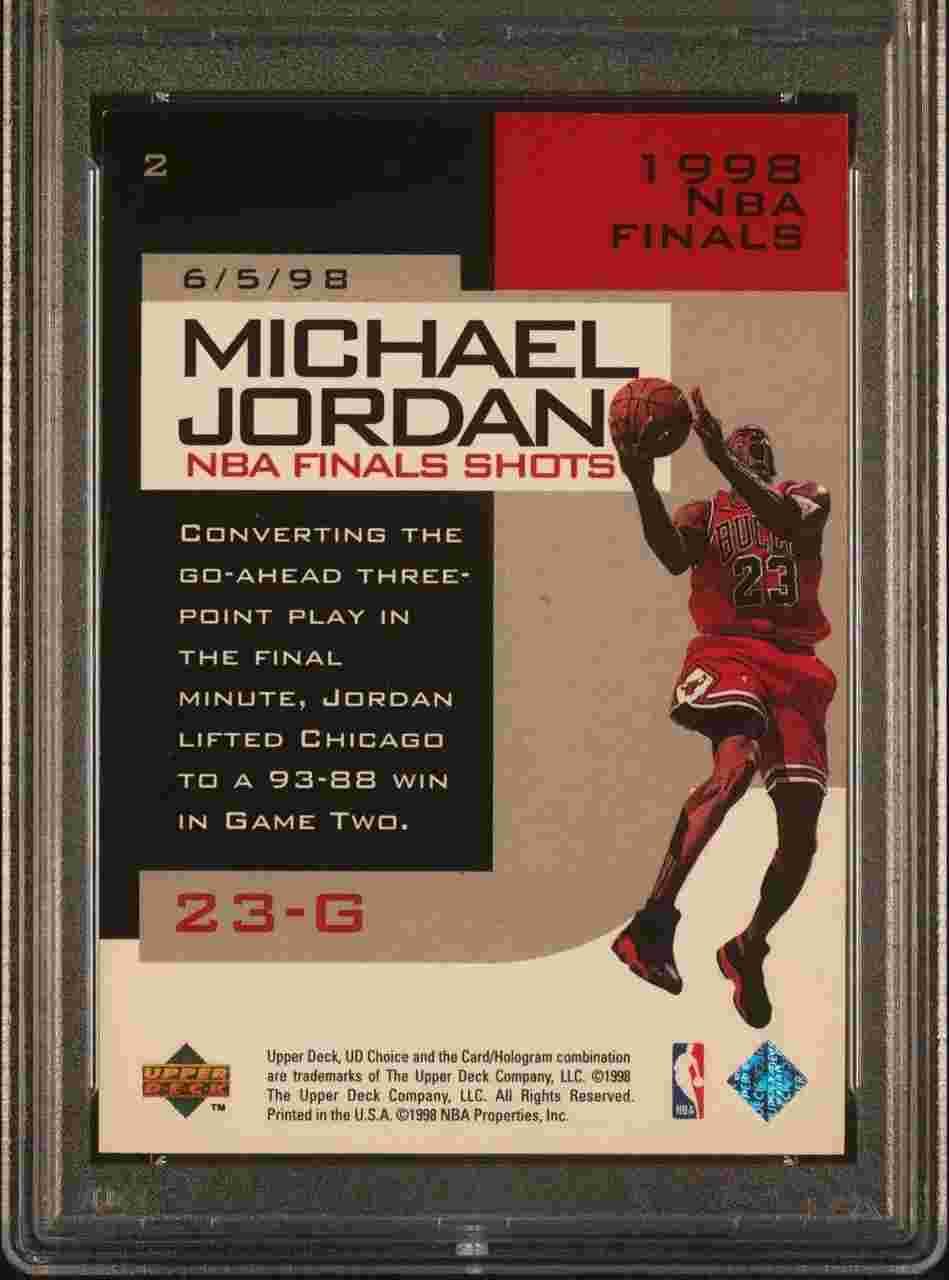 2
1998
NBA
FINALS
6/5/98
MICHAEL
JORDAN
NBA FINALS SHOTS
CONVERTING THE
GO-AHEAD THREE-
POINT PLAY IN
THE FINAL
MINUTE, JORDAN
LIFTED CHICAGO
TO A 93-88 WIN
IN GAME TWO.
BULLS
23
23-G
UPPER
DECK
TM
Upper Deck, UD Choice and the Card/Hologram combination
are trademarks of The Upper Deck Company, LLC. ©1998
The Upper Deck Company, LLC. All Rights Reserved.
Printed in the U.S.A. ©1998 NBA Properties, Inc.
NBA